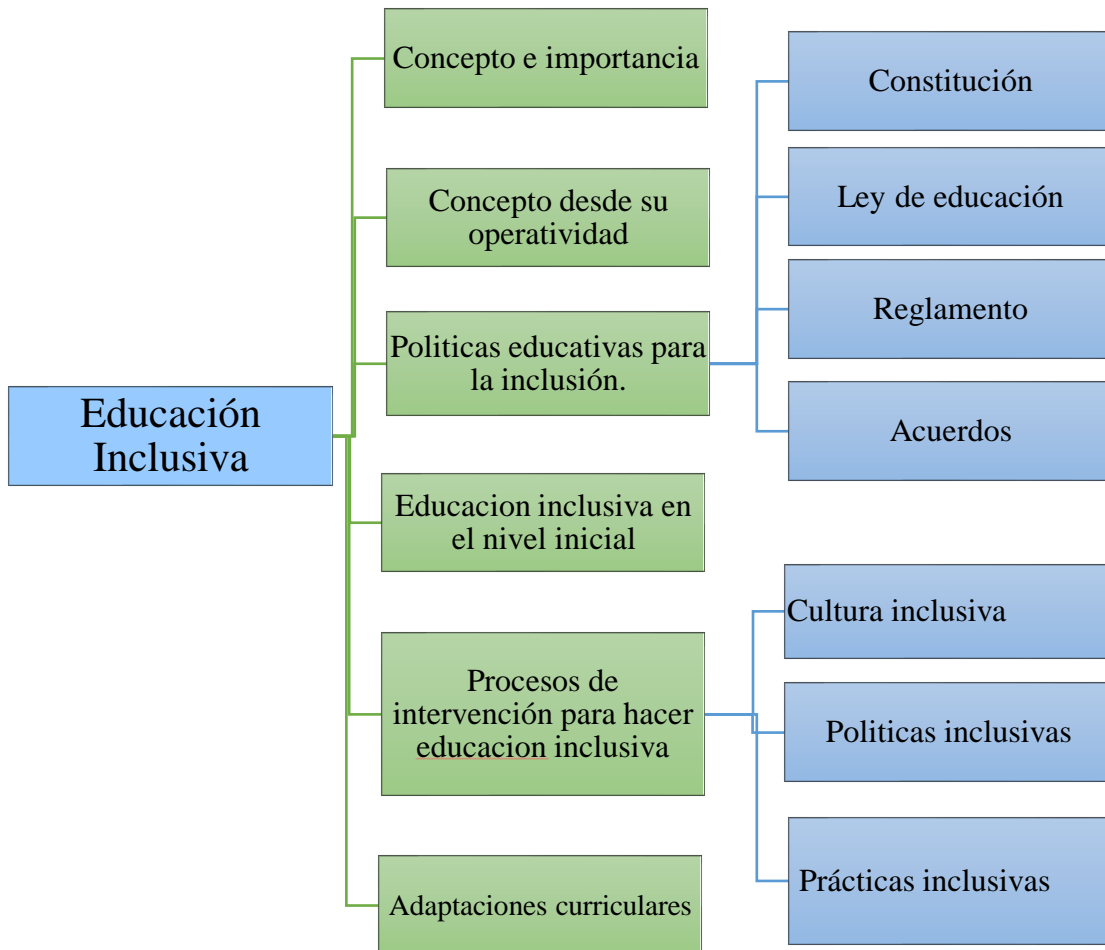 Educación
Inclusiva
Concepto e importancia
Concepto desde su
operatividad
Politicas educativas para
la inclusión.
Constitución
Ley de educación
Reglamento
Acuerdos
Educacion inclusiva en
el nivel inicial
Procesos de
intervención para hacer
educacion inclusiva
Cultura inclusiva
Politicas inclusivas
Prácticas inclusivas
Adaptaciones curriculares